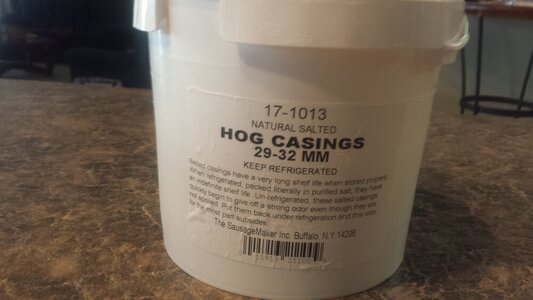 17-1013
NATURAL SALTED
HOG CASINGS
29-32 MM
KEEP REFRIGERATED
Salted casings have a very long shelf life when stored properly.
When refrigerated, packed liberally in purified salt, they have
an indefinite shelf life. Un-refrigerated, these salted casings
quickly begin to give off a strong odor even though they are
not spoiled. Put them back under refrigeration and this odor
for the most part subsides.
The SausageMaker Inc. Buffalo, N.Y. 14206